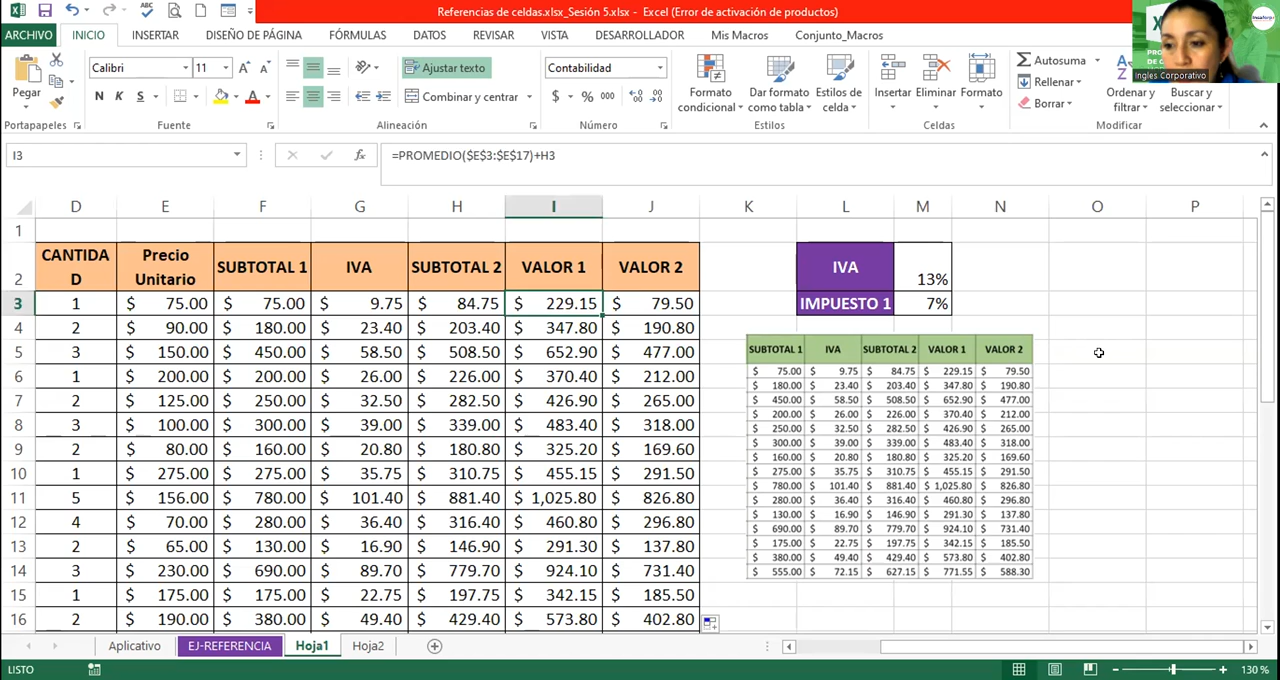 Referencias de celdas.xlsx_Sesión 5.xlsx - Excel (Error de activación de productos)
Ingles Corporativo
ARCHIVO INICIO INSERTAR DISEÑO DE PÁGINA FÓRMULAS DATOS REVISAR VISTA DESARROLLADOR Mis Macros Conjunto_Macros
Pegar
Calibri 11
N K S
Ajustar texto
Combinar y centrar
Contabilidad
$ % 000
Formato condicional
Dar formato como tabla
Estilos de celda
Insertar Eliminar Formato
Autosuma
Rellenar
Borrar
Ordenar y filtrar
Buscar y seleccionar
Portapapeles Fuente Alineación Número Estilos Celdas Modificar
I3 fx =PROMEDIO($E$3:$E$17)+H3
D E F G H I J K L M N O P
1
2 CANTIDAD Precio Unitario SUBTOTAL 1 IVA SUBTOTAL 2 VALOR 1 VALOR 2 IVA 13%
3 1 $ 75.00 $ 75.00 $ 9.75 $ 84.75 $ 229.15 $ 79.50 IMPUESTO 1 7%
4 2 $ 90.00 $ 180.00 $ 23.40 $ 203.40 $ 347.80 $ 190.80
5 3 $ 150.00 $ 450.00 $ 58.50 $ 508.50 $ 652.90 $ 477.00
6 1 $ 200.00 $ 200.00 $ 26.00 $ 226.00 $ 370.40 $ 212.00
7 2 $ 125.00 $ 250.00 $ 32.50 $ 282.50 $ 426.90 $ 265.00
8 3 $ 100.00 $ 300.00 $ 39.00 $ 339.00 $ 483.40 $ 318.00
9 2 $ 80.00 $ 160.00 $ 20.80 $ 180.80 $ 325.20 $ 169.60
10 1 $ 275.00 $ 275.00 $ 35.75 $ 310.75 $ 455.15 $ 291.50
11 5 $ 156.00 $ 780.00 $ 101.40 $ 881.40 $ 1,025.80 $ 826.80
12 4 $ 70.00 $ 280.00 $ 36.40 $ 316.40 $ 460.80 $ 296.80
13 2 $ 65.00 $ 130.00 $ 16.90 $ 146.90 $ 291.30 $ 137.80
14 3 $ 230.00 $ 690.00 $ 89.70 $ 779.70 $ 924.10 $ 731.40
15 1 $ 175.00 $ 175.00 $ 22.75 $ 197.75 $ 342.15 $ 185.50
16 2 $ 190.00 $ 380.00 $ 49.40 $ 429.40 $ 573.80 $ 402.80
SUBTOTAL 1 IVA SUBTOTAL 2 VALOR 1 VALOR 2
$ 75.00 $ 9.75 $ 84.75 $ 229.15 $ 79.50
$ 180.00 $ 23.40 $ 203.40 $ 347.80 $ 190.80
$ 450.00 $ 58.50 $ 508.50 $ 652.90 $ 477.00
$ 200.00 $ 26.00 $ 226.00 $ 370.40 $ 212.00
$ 250.00 $ 32.50 $ 282.50 $ 426.90 $ 265.00
$ 300.00 $ 39.00 $ 339.00 $ 483.40 $ 318.00
$ 160.00 $ 20.80 $ 180.80 $ 325.20 $ 169.60
$ 275.00 $ 35.75 $ 310.75 $ 455.15 $ 291.50
$ 780.00 $ 101.40 $ 881.40 $ 1,025.80 $ 826.80
$ 280.00 $ 36.40 $ 316.40 $ 460.80 $ 296.80
$ 130.00 $ 16.90 $ 146.90 $ 291.30 $ 137.80
$ 690.00 $ 89.70 $ 779.70 $ 924.10 $ 731.40
$ 175.00 $ 22.75 $ 197.75 $ 342.15 $ 185.50
$ 380.00 $ 49.40 $ 429.40 $ 573.80 $ 402.80
$ 555.00 $ 72.15 $ 627.15 $ 771.55 $ 588.30
Aplicativo EJ-REFERENCIA Hoja1 Hoja2
LISTO 130 %